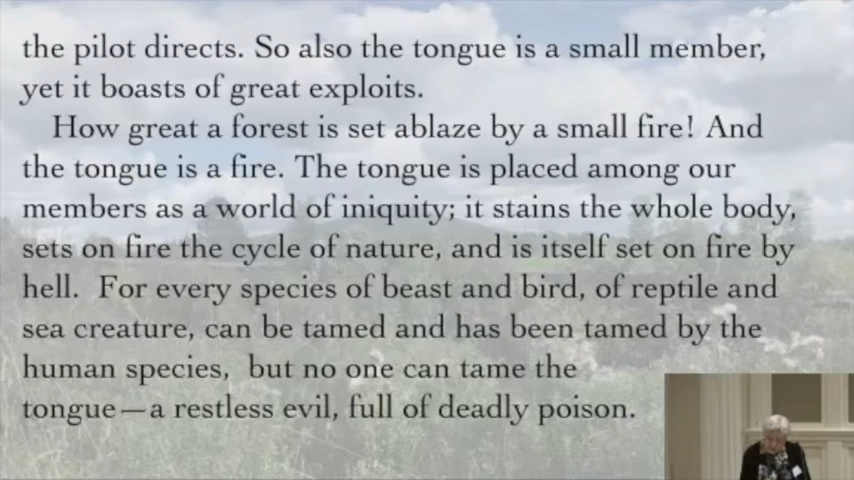 the pilot directs. So also the tongue is a small member,
yet it boasts of great exploits.
How great a forest is set ablaze by a small fire! And
the tongue is a fire. The tongue is placed among our
members as a world of iniquity; it stains the whole body,
sets on fire the cycle of nature, and is itself set on fire by
hell.  For every species of beast and bird, of reptile and
sea creature, can be tamed and has been tamed by the
human species,  but no one can tame the
tongue—a restless evil, full of deadly poison.